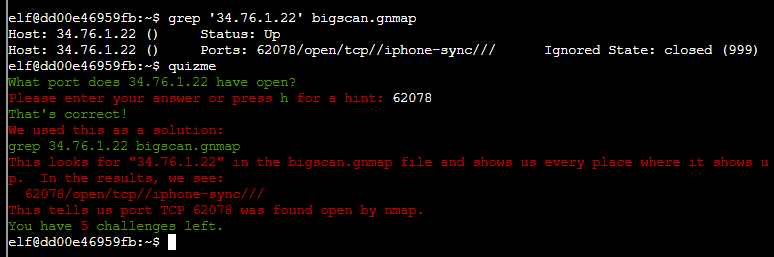 elf@dd00e46959fb:~$ grep '34.76.1.22' bigscan.gnmap
Host: 34.76.1.22 ()     Status: Up
Host: 34.76.1.22 ()     Ports: 62078/open/tcp//iphone-sync///      Ignored State: closed (999)
elf@dd00e46959fb:~$ quizme
What port does 34.76.1.22 have open?
Please enter your answer or press h for a hint: 62078
That's correct!
We used this as a solution:
grep 34.76.1.22 bigscan.gnmap
This looks for "34.76.1.22" in the bigscan.gnmap file and shows us every place where it shows u
p.  In the results, we see:
  62078/open/tcp//iphone-sync///
This tells us port TCP 62078 was found open by nmap.
You have 5 challenges left.
elf@dd00e46959fb:~$